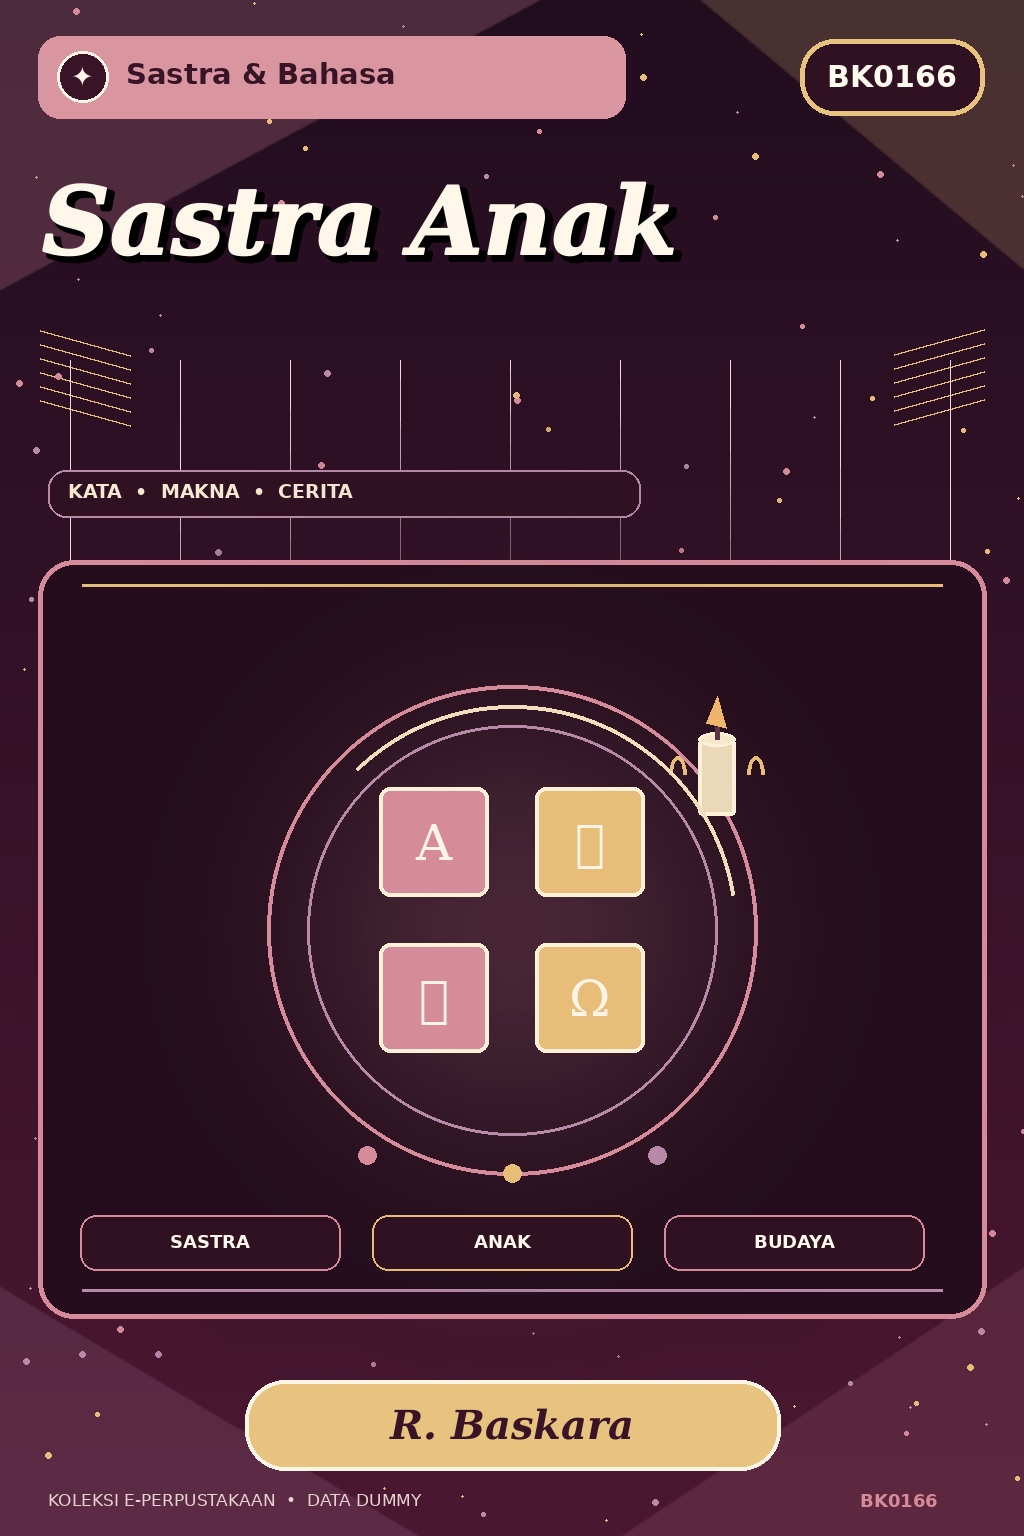 Sastra & Bahasa
BK0166
Sastra Anak
KATA • MAKNA • CERITA
A
Ω
SASTRA
ANAK
BUDAYA
R. Baskara
KOLEKSI E-PERPUSTAKAAN • DATA DUMMY
BK0166